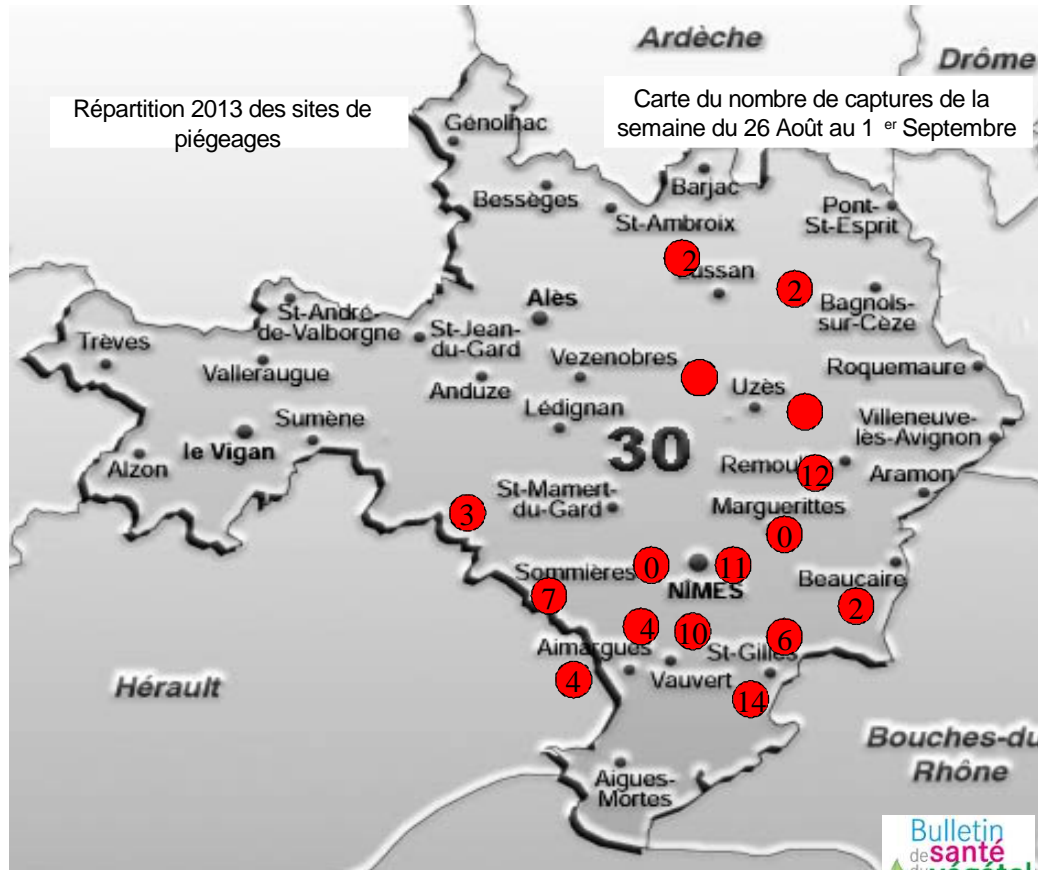 Ardèche
Drôme
Répartition 2013 des sites de
piégeages
Carte du nombre de captures de la
semaine du 26 Août au 1 er Septembre
Génolhac
Barjac
Bessèges
St-Ambroix
Pont-
St-Esprit
2
2
Alès
Bagnols-
sur-Cèze
St-André-
de-Valborgne
St-Jean-
du-Gard
Trèves
Valleraugue
Vezenobres
Roquemaure
Anduze
Uzès
Lédignan
Villeneuve-
lès-Avignon
Sumène
le Vigan
30
Alzon
12
Aramon
St-Mamert-
du-Gard
3
Marguerittes
0
Sommières
0
11
NÎMES
Beaucaire
7
2
4
10
6
Aimargues
St-Gilles
Vauvert
4
14
Hérault
Bouches-du
Rhône
Aigues-
Mortes
Bulletin
de santé
du végétal